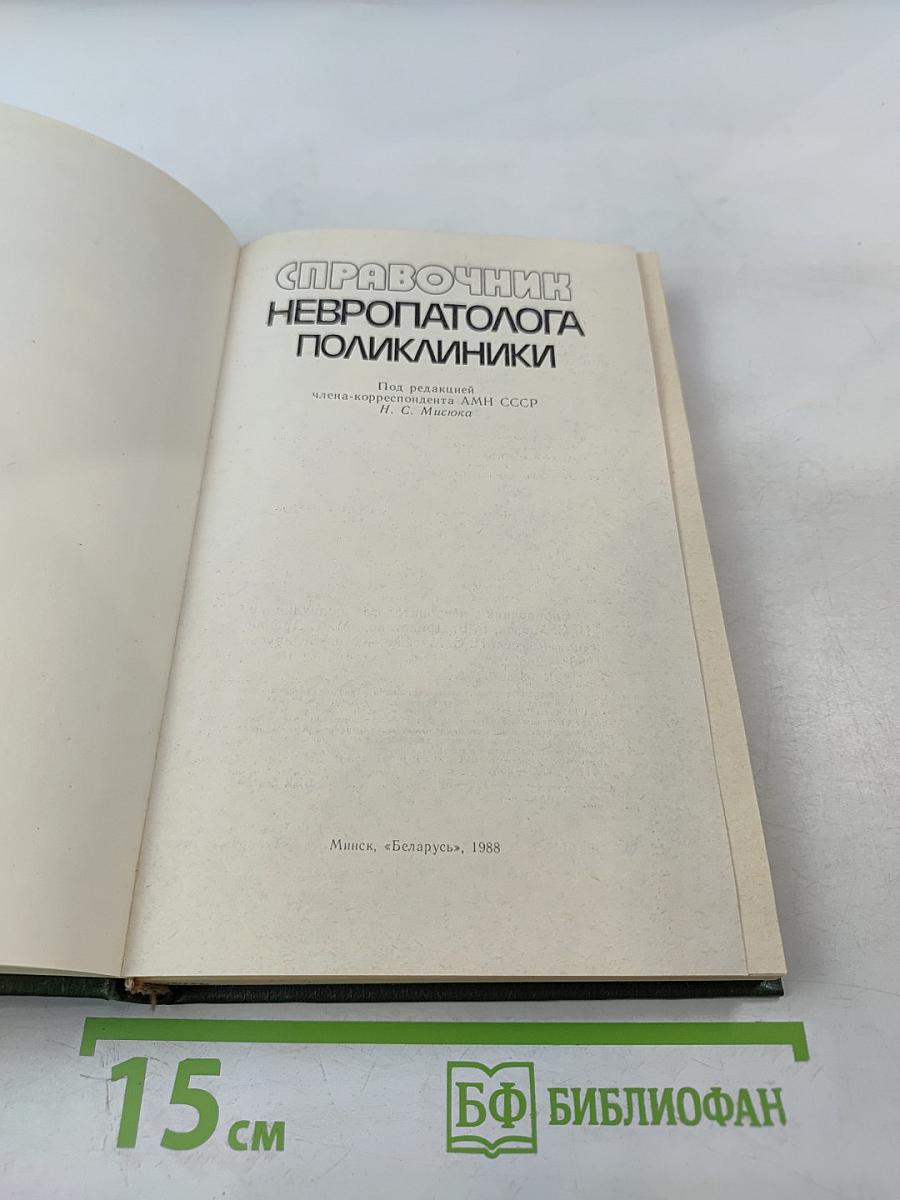 СПРАВОЧНИК
НЕВРОПАТОЛОГА
ПОЛИКЛИНИКИ
Под редакцией
члена-корреспондента АМН СССР
Н. С. Мисюка
Минск, «Беларусь», 1988
15 см
БФ БИБЛИОФАН